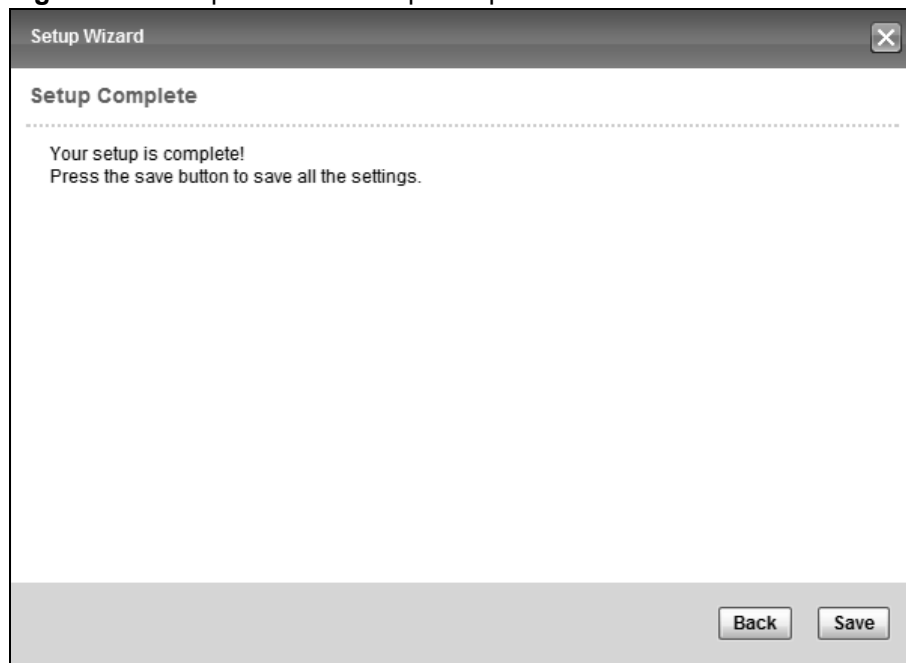 Setup Wizard
Setup Complete
Your setup is complete!
Press the save button to save all the settings.
Back Save